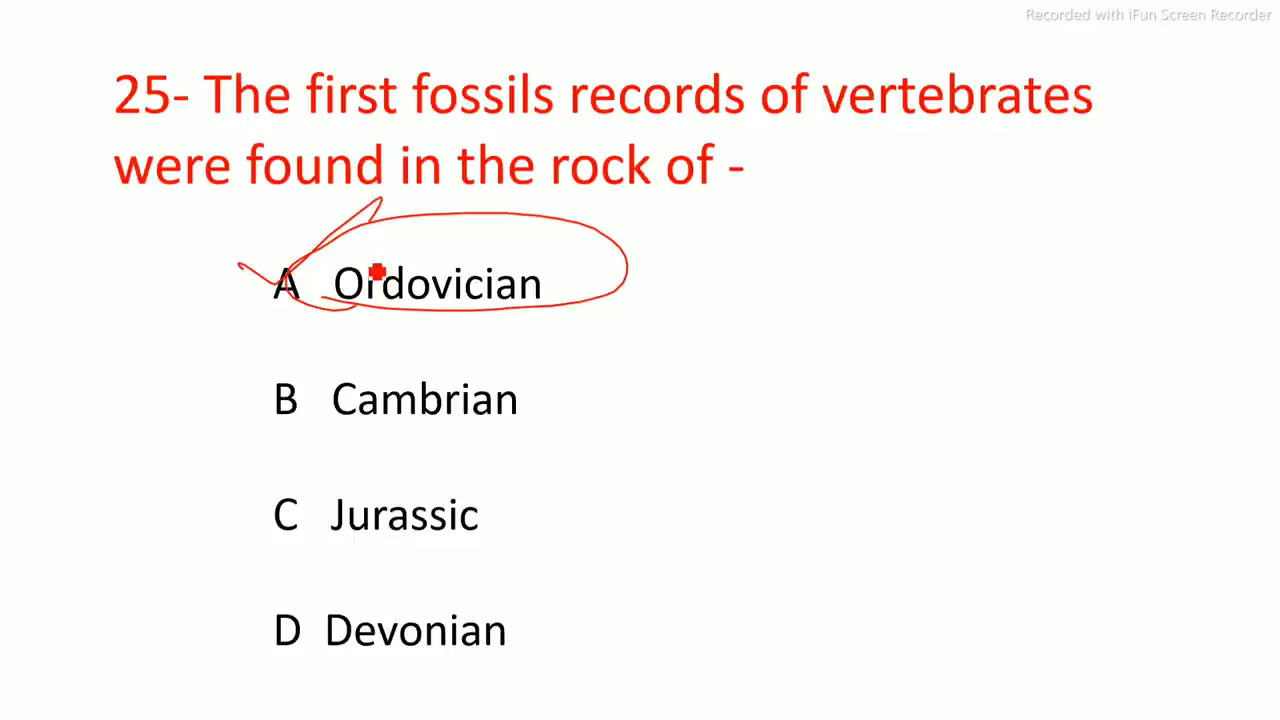 Recorded with iFun Screen Recorder
25- The first fossils records of vertebrates
were found in the rock of -
A Ordovician
B Cambrian
C Jurassic
D Devonian